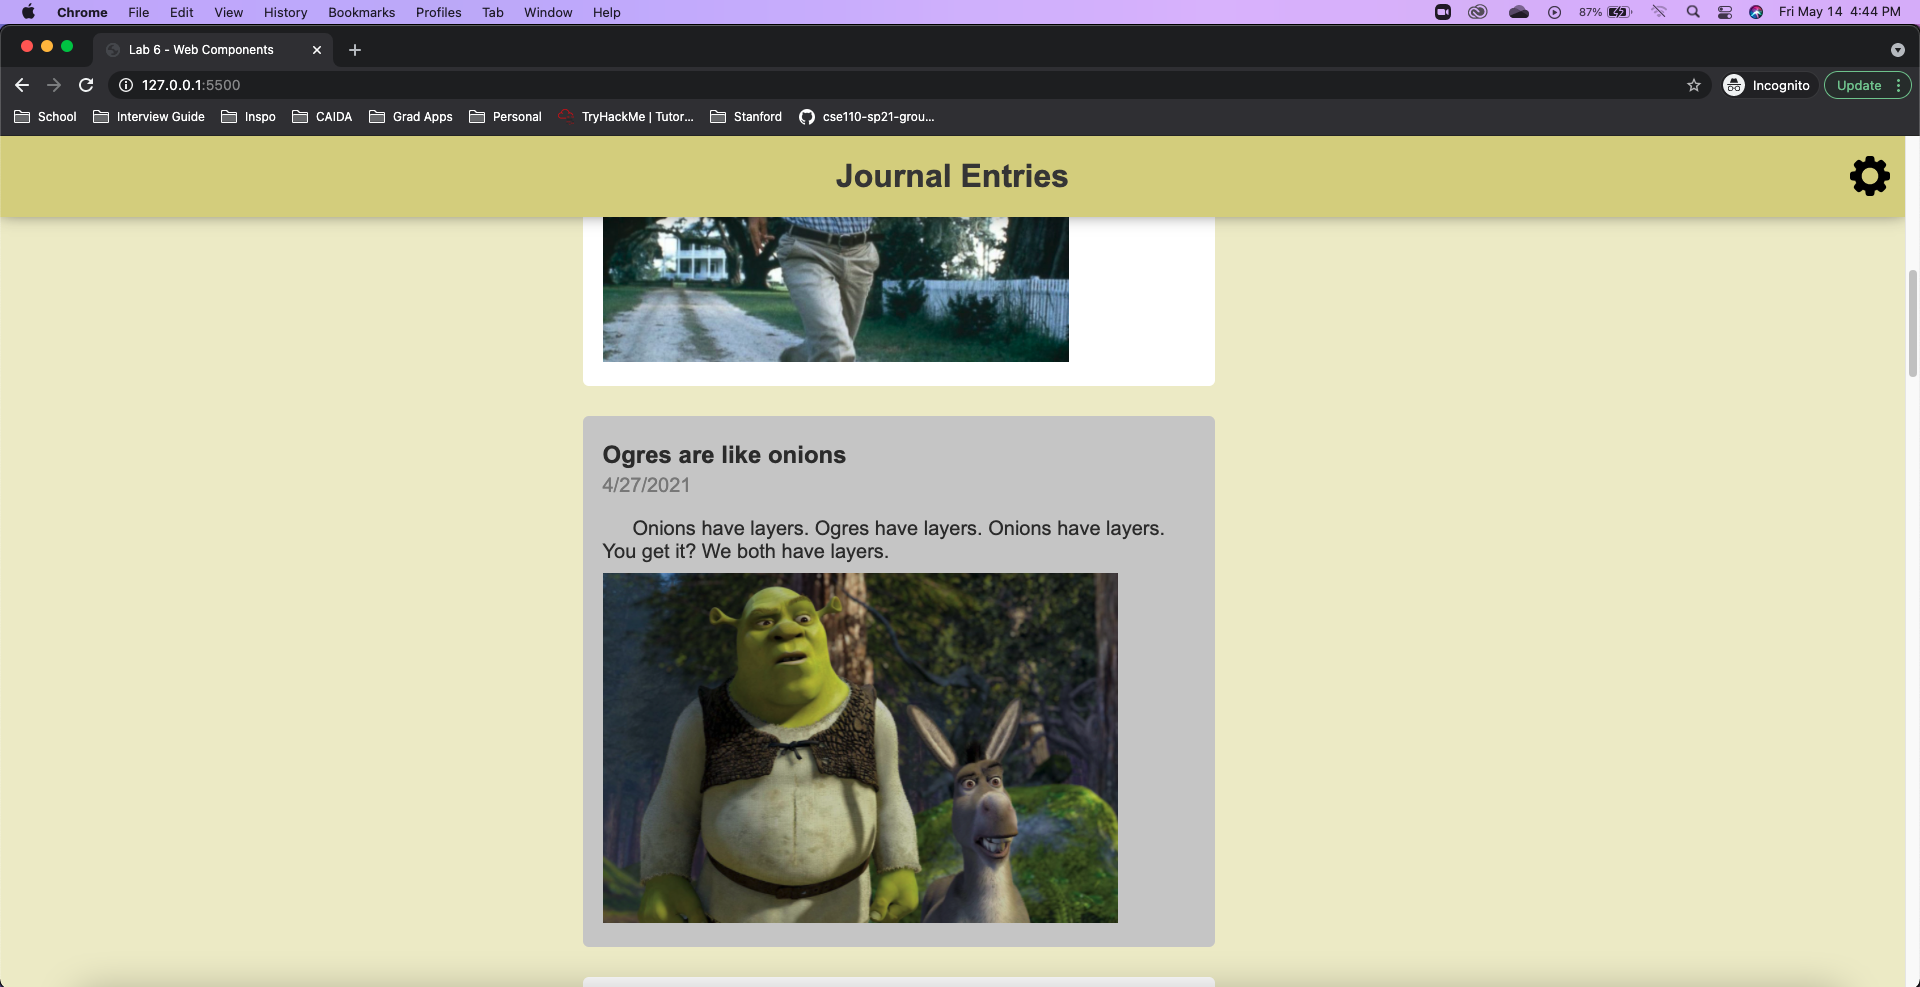 Chrome File Edit View History Bookmarks Profiles Tab Window Help 87% Fri May 14 4:44 PM
Lab 6 - Web Components
127.0.0.1:5500 Incognito Update
School Interview Guide Inspo CAIDA Grad Apps Personal TryHackMe | Tutor... Stanford cse110-sp21-grou...
Journal Entries
Ogres are like onions
4/27/2021
Onions have layers. Ogres have layers. Onions have layers.
You get it? We both have layers.